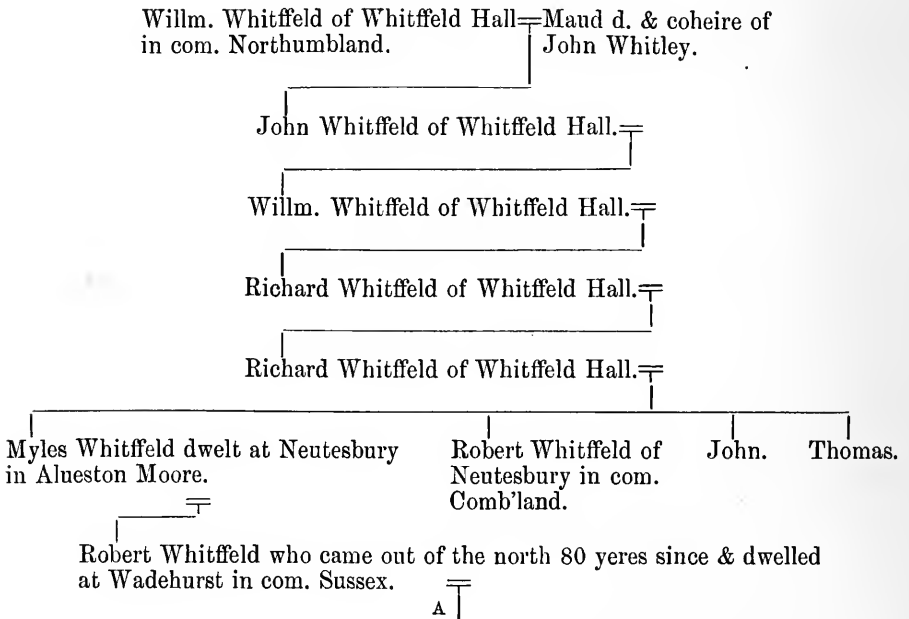 Willm. Whitffeld of Whitffeld Hall=Maud d. & coheire of
in com. Northumbland. John Whitley.
John Whitffeld of Whitffeld Hall.=
Willm. Whitffeld of Whitffeld Hall.=
Richard Whitffeld of Whitffeld Hall.=
Richard Whitffeld of Whitffeld Hall.=
Myles Whitffeld dwelt at Neutesbury Robert Whitffeld of John. Thomas.
in Alueston Moore. Neutesbury in com.
Comb'land.
=
Robert Whitffeld who came out of the north 80 yeres since & dwelled
at Wadehurst in com. Sussex. =
A